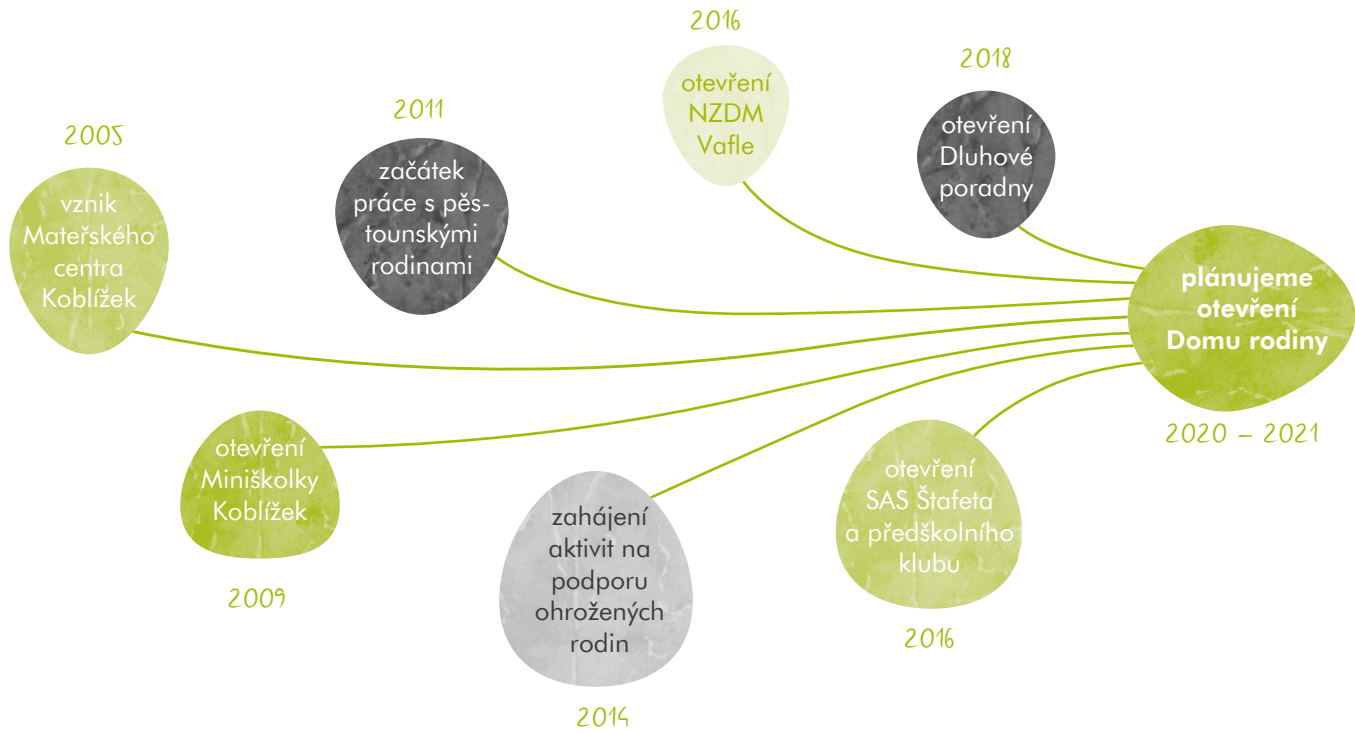 2005
vznik
Mateřského
centra
Koblížek
2009
otevření
Miniškolky
Koblížek
2011
začátek
práce s pěs-
tounskými
rodinami
2014
zahájení
aktivit na
podporu
ohrožených
rodin
2016
otevření
NZDM
Vafle
2016
otevření
SAS Štafeta
a předškolního
klubu
2018
otevření
Dluhové
poradny
plánujeme
otevření
Domu rodiny
2020 – 2021